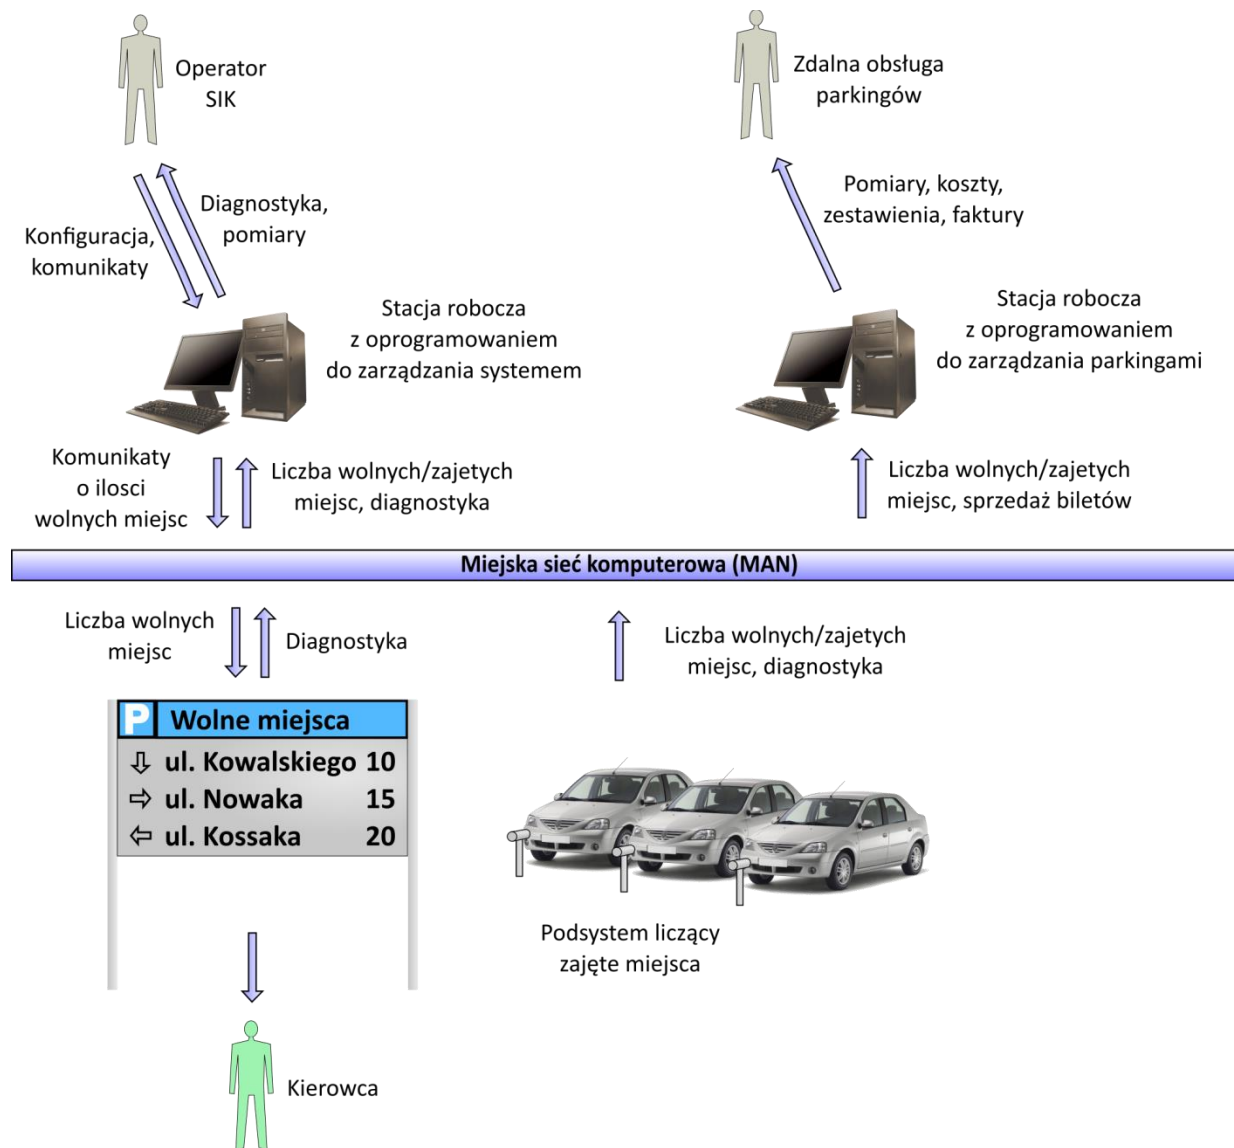 Operator
SIK
Zdalna obsługa
parkingów
Diagnostyka,
pomiary
Konfiguracja,
komunikaty
Pomiary, koszty,
zestawienia, faktury
Stacja robocza
z oprogramowaniem
do zarządzania systemem
Stacja robocza
z oprogramowaniem
do zarządzania parkingami
Komunikaty
o ilosci
wolnych miejsc
Liczba wolnych/zajetych
miejsc, diagnostyka
Liczba wolnych/zajetych
miejsc, sprzedaż biletów
Miejska sieć komputerowa (MAN)
Liczba wolnych
miejsc
Diagnostyka
Liczba wolnych/zajetych
miejsc, diagnostyka
P Wolne miejsca
⇩ ul. Kowalskiego 10
⇨ ul. Nowaka 15
⇦ ul. Kossaka 20
Podsystem liczący
zajęte miejsca
Kierowca